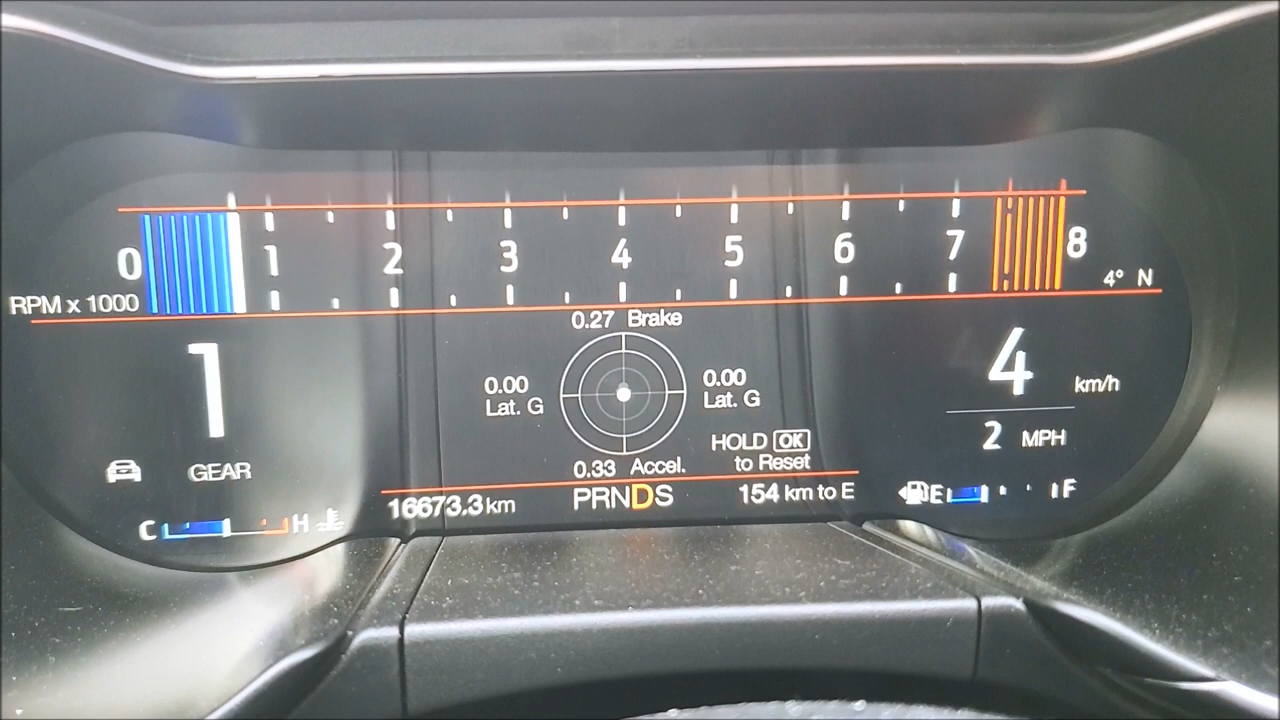 0 1 2 3 4 5 6 7 8
RPM x 1000
4° N
0.27 Brake
1
GEAR
0.00
Lat. G
0.00
Lat. G
4 km/h
2 MPH
HOLD OK
to Reset
0.33 Accel.
C H
16673.3 km
PRNDS
154 km to E
E F